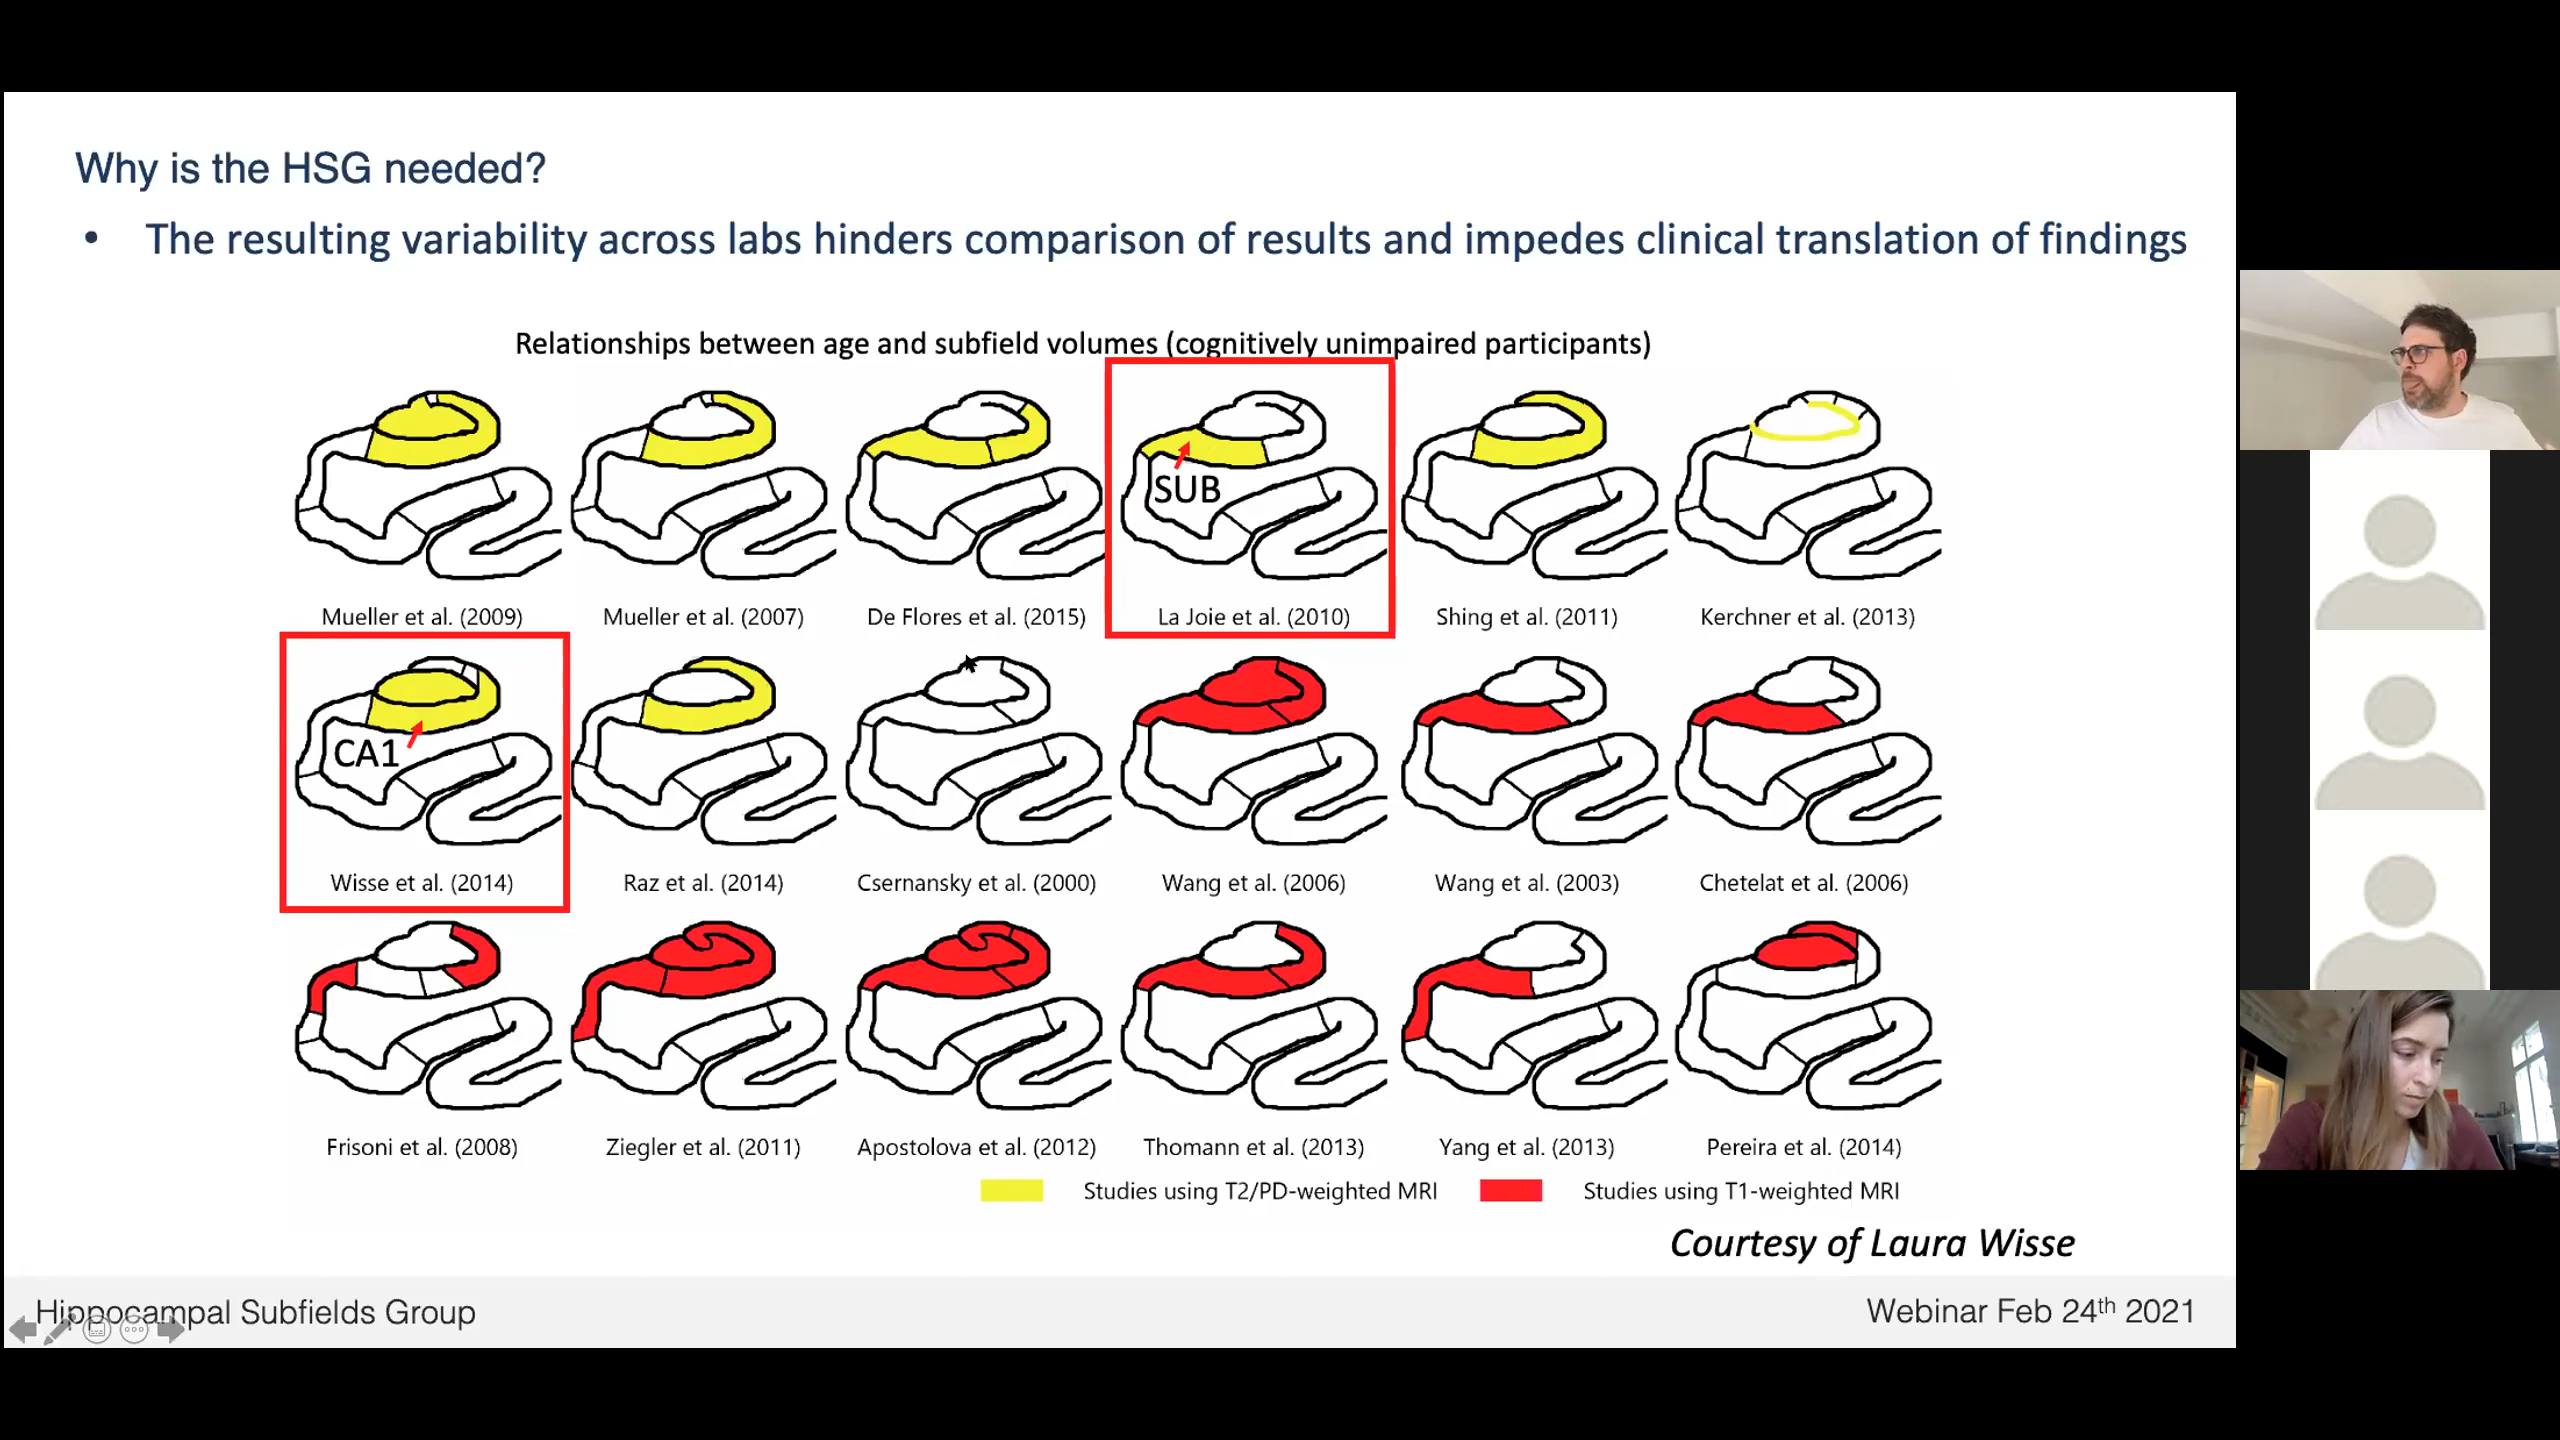 Why is the HSG needed?
• The resulting variability across labs hinders comparison of results and impedes clinical translation of findings
Relationships between age and subfield volumes (cognitively unimpaired participants)
SUB
Mueller et al. (2009)
Mueller et al. (2007)
De Flores et al. (2015)
La Joie et al. (2010)
Shing et al. (2011)
Kerchner et al. (2013)
CA1
Wisse et al. (2014)
Raz et al. (2014)
Csernansky et al. (2000)
Wang et al. (2006)
Wang et al. (2003)
Chetelat et al. (2006)
Frisoni et al. (2008)
Ziegler et al. (2011)
Apostolova et al. (2012)
Thomann et al. (2013)
Yang et al. (2013)
Pereira et al. (2014)
Studies using T2/PD-weighted MRI
Studies using T1-weighted MRI
Courtesy of Laura Wisse
Hippocampal Subfields Group
Webinar Feb 24th 2021